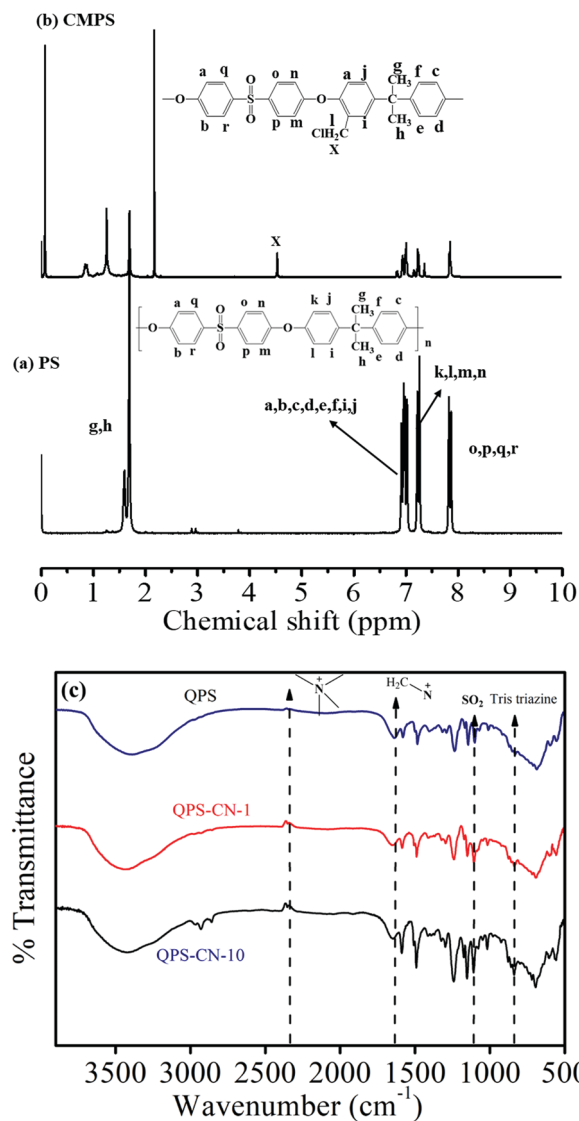 (b) CMPS
a q o n a j g f c
CH₃
O S O O O C
CH₃
b r p m l i h e d
ClH₂C
X
X
a q o n k j g f c
CH₃
O S O O O C
CH₃
n
b r p m l i h e d
(a) PS
k,l,m,n
a,b,c,d,e,f,i,j
g,h
o,p,q,r
0 1 2 3 4 5 6 7 8 9 10
Chemical shift (ppm)
(c)
N⁺
H₂C N⁺
QPS
SO₂ Tris triazine
QPS-CN-1
QPS-CN-10
% Transmittance
3500 3000 2500 2000 1500 1000 500
Wavenumber (cm⁻¹)